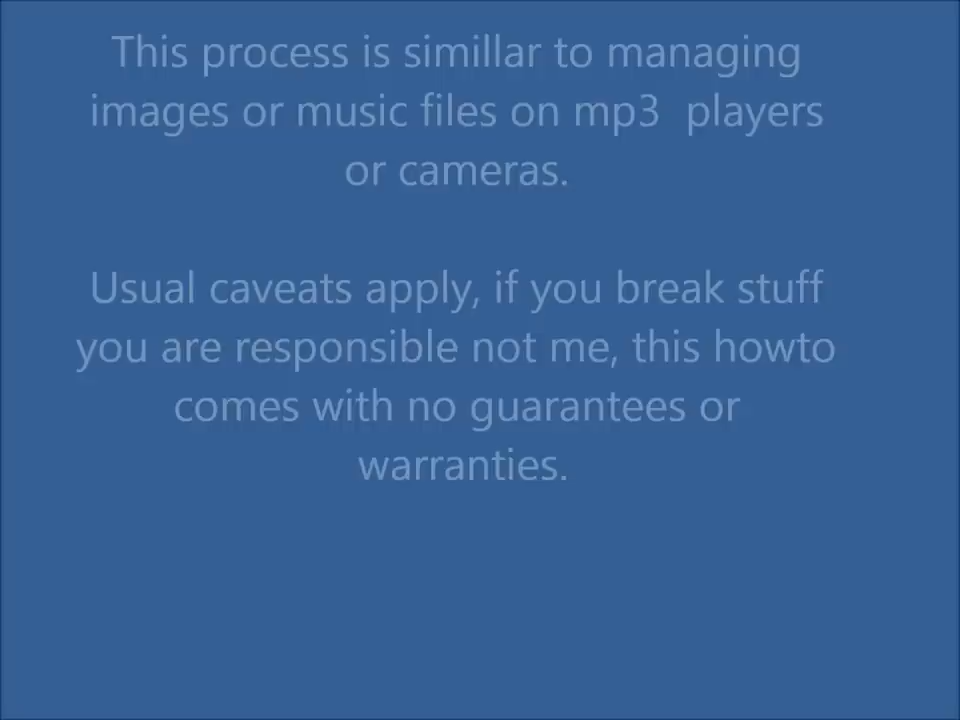 This process is simillar to managing
images or music files on mp3  players
or cameras.
Usual caveats apply, if you break stuff
you are responsible not me, this howto
comes with no guarantees or
warranties.